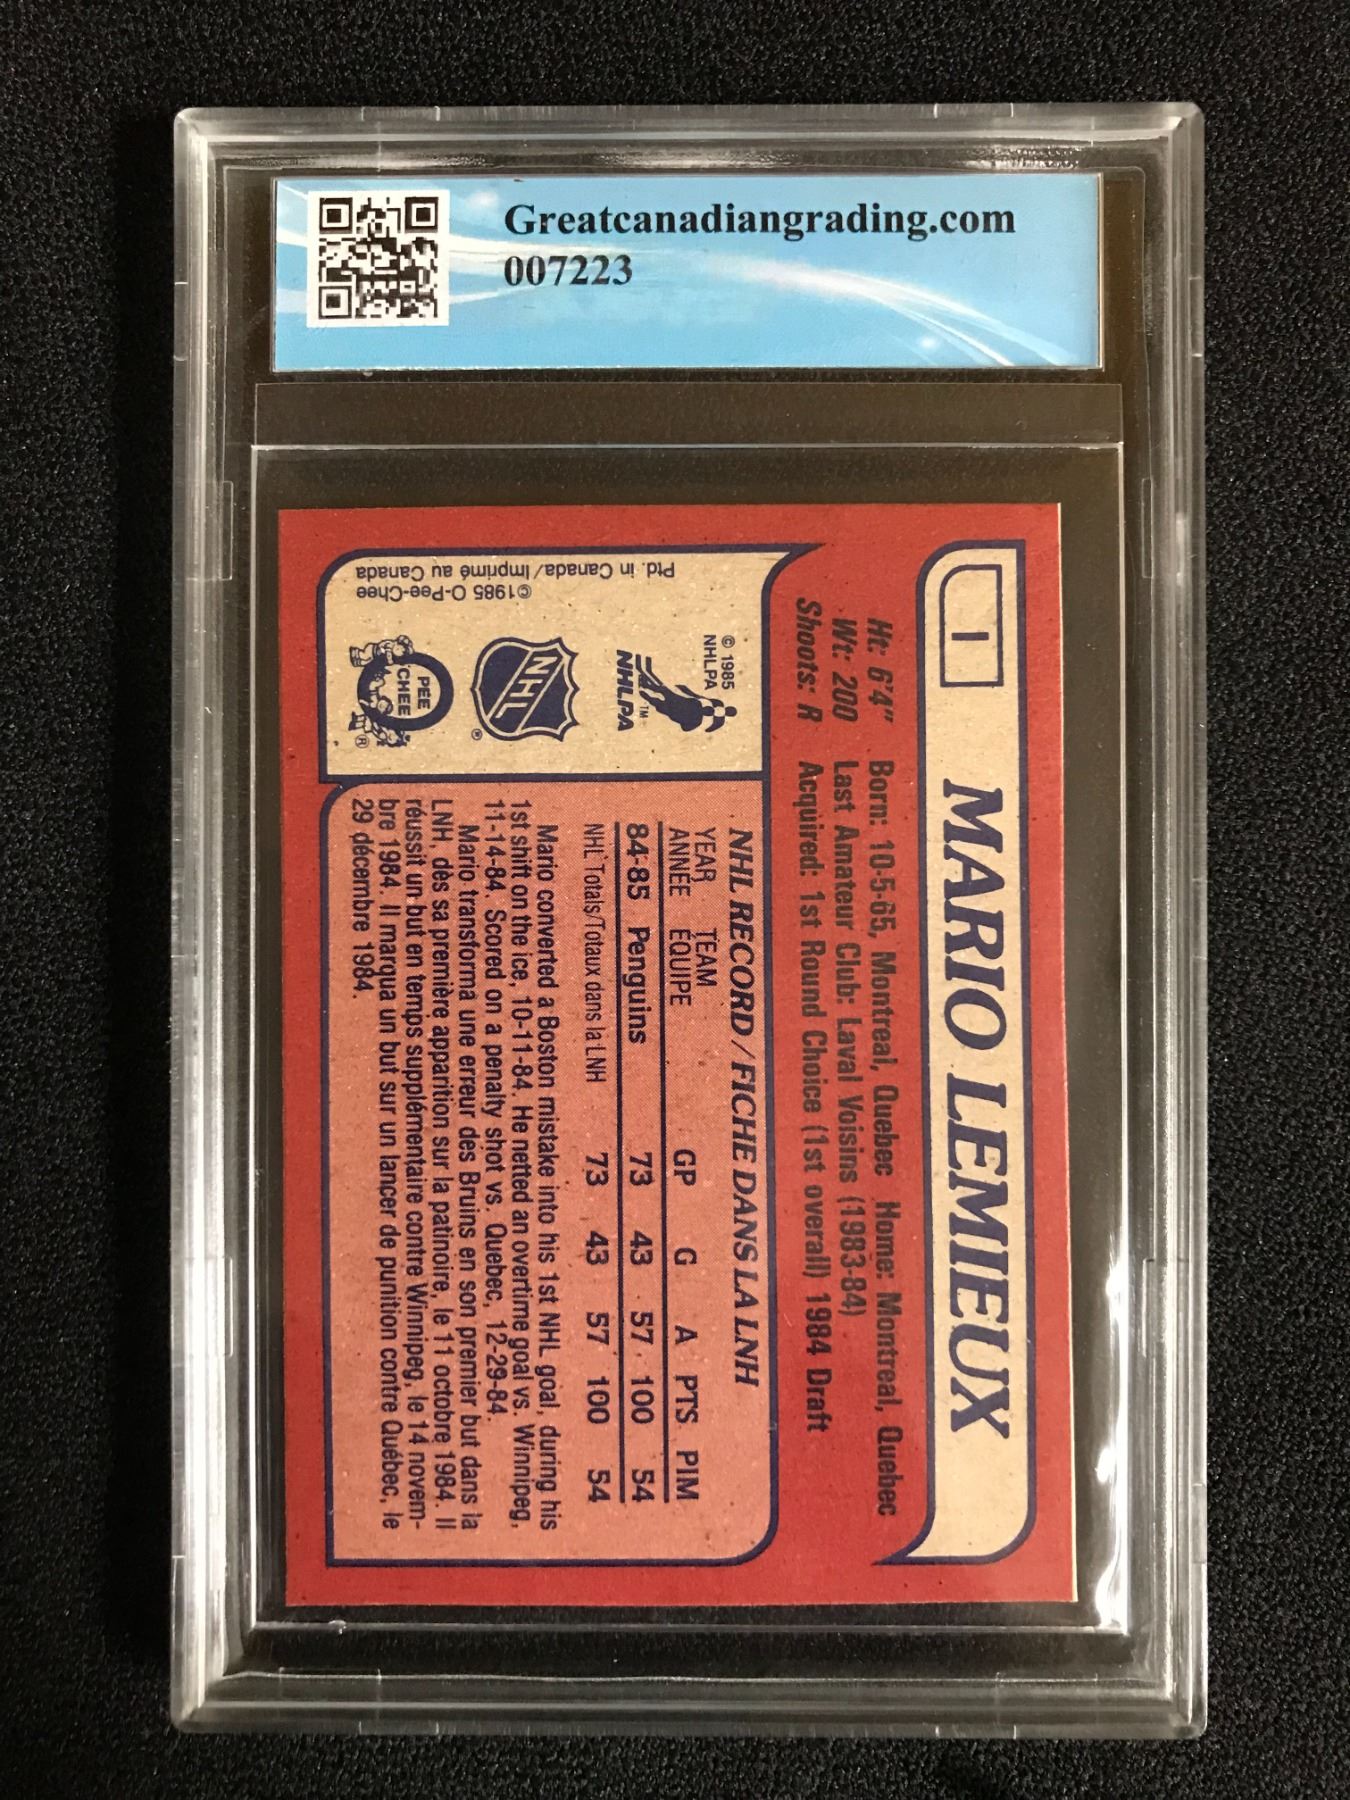 Greatcanadiangrading.com
007223
1
MARIO LEMIEUX
Ht: 6'4" Born: 10-5-65, Montreal, Quebec Home: Montreal, Quebec
Wt: 200 Last Amateur Club: Laval Voisins (1983-84)
Shoots: R Acquired: 1st Round Choice (1st overall) 1984 Draft
© 1985
NHLPA
NHLPA
TM
NHL
®
PEE
CHEE
®
©1985 O-Pee-Chee
Ptd. in Canada/Imprimé au Canada
NHL RECORD/FICHE DANS LA LNH
YEAR TEAM
ANNÉE EQUIPE GP G A PTS PIM
84-85 Penguins 73 43 57 100 54
NHL Totals/Totaux dans la LNH 73 43 57 100 54
Mario converted a Boston mistake into his 1st NHL goal, during his
1st shift on the ice, 10-11-84. He netted an overtime goal vs. Winnipeg,
11-14-84. Scored on a penalty shot vs. Quebec, 12-29-84.
Mario transforma une erreur des Bruins en son premier but dans la
LNH, dès sa première apparition sur la patinoire, le 11 octobre 1984. Il
réussit un but en temps supplémentaire contre Winnipeg, le 14 novem-
bre 1984. Il marqua un but sur un lancer de punition contre Québec, le
29 décembre 1984.